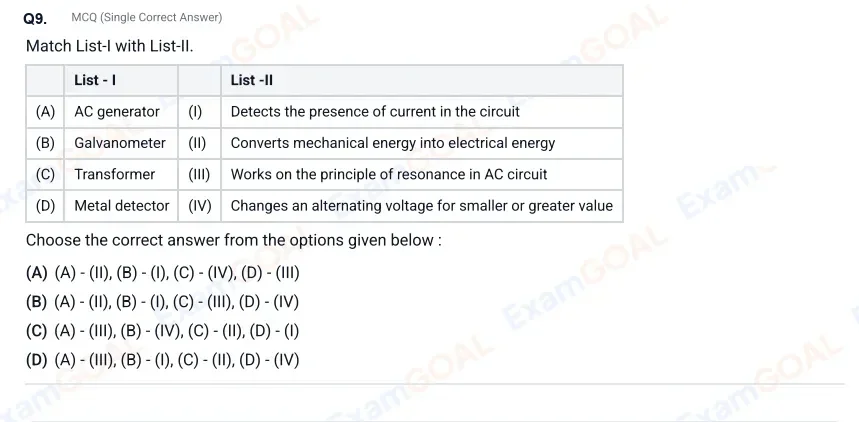 Q9. MCQ (Single Correct Answer)
Match List-I with List-II.
List - I List -II
(A) AC generator (I) Detects the presence of current in the circuit
(B) Galvanometer (II) Converts mechanical energy into electrical energy
(C) Transformer (III) Works on the principle of resonance in AC circuit
(D) Metal detector (IV) Changes an alternating voltage for smaller or greater value
Choose the correct answer from the options given below :
(A) (A) - (II), (B) - (I), (C) - (IV), (D) - (III)
(B) (A) - (II), (B) - (I), (C) - (III), (D) - (IV)
(C) (A) - (III), (B) - (IV), (C) - (II), (D) - (I)
(D) (A) - (III), (B) - (I), (C) - (II), (D) - (IV)
ExamGOAL